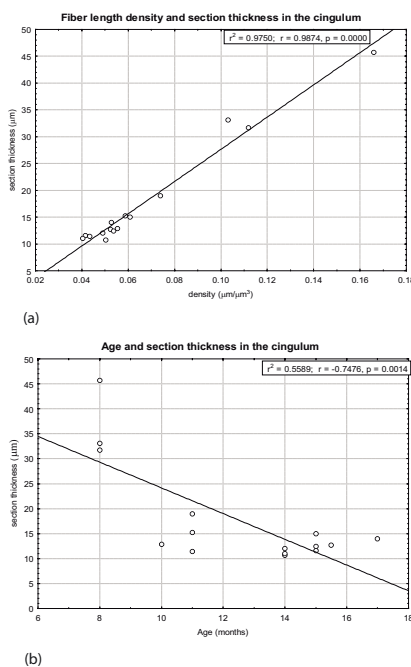 Fiber length density and section thickness in the cingulum
r² = 0.9750; r = 0.9874, p = 0.0000
section thickness (μm)
50
45
40
35
30
25
20
15
10
5
0.02 0.04 0.06 0.08 0.10 0.12 0.14 0.16 0.18
density (μm/μm³)
(a)
Age and section thickness in the cingulum
r² = 0.5589; r = -0.7476, p = 0.0014
section thickness (μm)
50
45
40
35
30
25
20
15
10
5
0
6 8 10 12 14 16 18
Age (months)
(b)